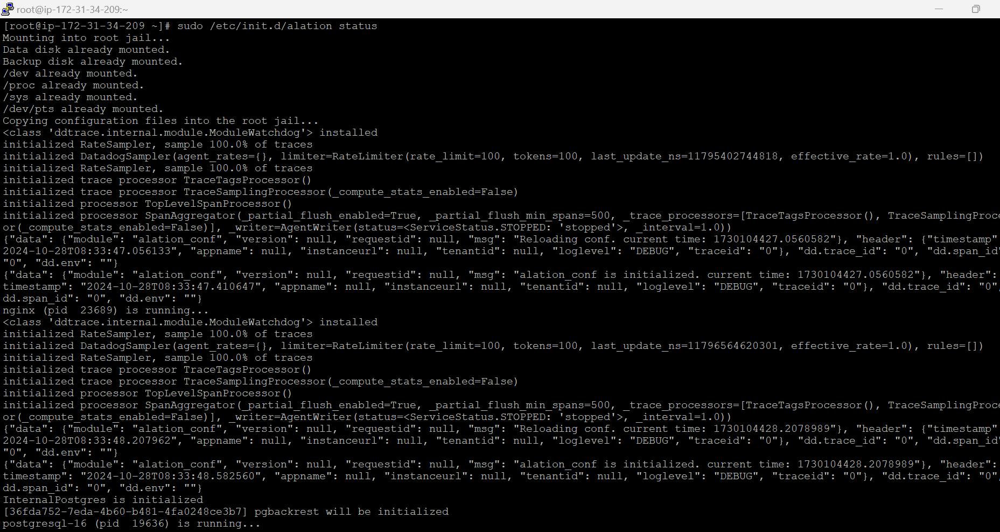 root@ip-172-31-34-209:~
[root@ip-172-31-34-209 ~]# sudo /etc/init.d/alation status
Mounting into root jail...
Data disk already mounted.
Backup disk already mounted.
/dev already mounted.
/proc already mounted.
/sys already mounted.
/dev/pts already mounted.
Copying configuration files into the root jail...
<class 'ddtrace.internal.module.ModuleWatchdog'> installed
initialized RateSampler, sample 100.0% of traces
initialized DatadogSampler(agent_rates={}, limiter=RateLimiter(rate_limit=100, tokens=100, last_update_ns=11795402744818, effective_rate=1.0), rules=[])
initialized RateSampler, sample 100.0% of traces
initialized trace processor TraceTagsProcessor()
initialized trace processor TraceSamplingProcessor(_compute_stats_enabled=False)
initialized processor TopLevelSpanProcessor()
initialized processor SpanAggregator(_partial_flush_enabled=True, _partial_flush_min_spans=500, _trace_processors=[TraceTagsProcessor(), TraceSamplingProce
or(_compute_stats_enabled=False)], _writer=AgentWriter(status=<ServiceStatus.STOPPED: 'stopped'>, _interval=1.0))
{"data": {"module": "alation_conf", "version": null, "requestid": null, "msg": "Reloading conf. current time: 1730104427.0560582"}, "header": {"timestamp"
2024-10-28T08:33:47.056133", "appname": null, "instanceurl": null, "tenantid": null, "loglevel": "DEBUG", "traceid": "0"}, "dd.trace_id": "0", "dd.span_id"
"0", "dd.env": ""}
{"data": {"module": "alation_conf", "version": null, "requestid": null, "msg": "alation_conf is initialized. current time: 1730104427.0560582"}, "header":
timestamp": "2024-10-28T08:33:47.410647", "appname": null, "instanceurl": null, "tenantid": null, "loglevel": "DEBUG", "traceid": "0"}, "dd.trace_id": "0",
dd.span_id": "0", "dd.env": ""}
nginx (pid  23689) is running...
<class 'ddtrace.internal.module.ModuleWatchdog'> installed
initialized RateSampler, sample 100.0% of traces
initialized DatadogSampler(agent_rates={}, limiter=RateLimiter(rate_limit=100, tokens=100, last_update_ns=11796564620301, effective_rate=1.0), rules=[])
initialized RateSampler, sample 100.0% of traces
initialized trace processor TraceTagsProcessor()
initialized trace processor TraceSamplingProcessor(_compute_stats_enabled=False)
initialized processor TopLevelSpanProcessor()
initialized processor SpanAggregator(_partial_flush_enabled=True, _partial_flush_min_spans=500, _trace_processors=[TraceTagsProcessor(), TraceSamplingProce
or(_compute_stats_enabled=False)], _writer=AgentWriter(status=<ServiceStatus.STOPPED: 'stopped'>, _interval=1.0))
{"data": {"module": "alation_conf", "version": null, "requestid": null, "msg": "Reloading conf. current time: 1730104428.2078989"}, "header": {"timestamp"
2024-10-28T08:33:48.207962", "appname": null, "instanceurl": null, "tenantid": null, "loglevel": "DEBUG", "traceid": "0"}, "dd.trace_id": "0", "dd.span_id"
"0", "dd.env": ""}
{"data": {"module": "alation_conf", "version": null, "requestid": null, "msg": "alation_conf is initialized. current time: 1730104428.2078989"}, "header":
timestamp": "2024-10-28T08:33:48.582560", "appname": null, "instanceurl": null, "tenantid": null, "loglevel": "DEBUG", "traceid": "0"}, "dd.trace_id": "0",
dd.span_id": "0", "dd.env": ""}
InternalPostgres is initialized
[36fda752-7eda-4b60-b481-4fa0248ce3b7] pgbackrest will be initialized
postgresql-16 (pid  19636) is running...